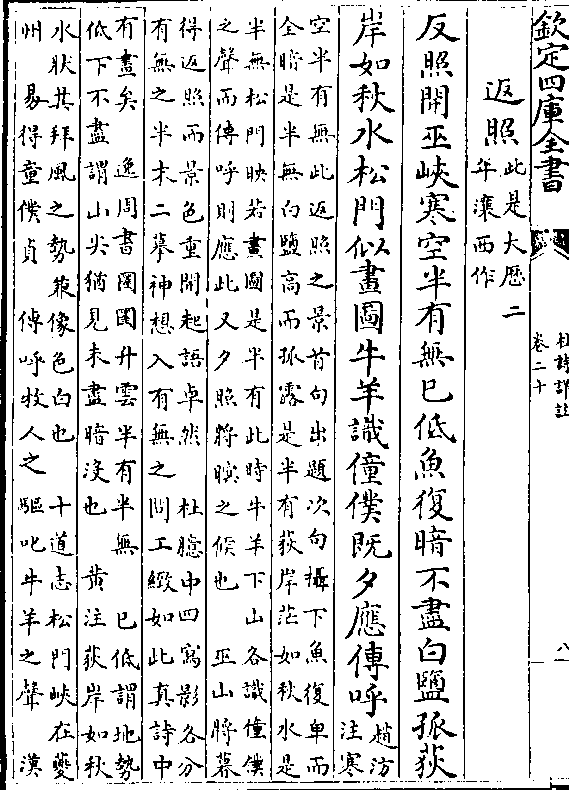 欽定四庫全書
杜詩詳註
卷二十
八
返照
此是大歷二
年瀼西作
反照開巫峽寒空半有無已低魚復暗不盡白鹽孤荻
岸如秋水松門似畫圖牛羊識僮僕既夕應傳呼
趙汸
注寒
空半有無此返照之景首句出題次句攝下魚復卑而
全暗是半無白鹽高而孤露是半有荻岸茫如秋水是
半無松門映若畫圖是半有此時牛羊下山各識僮僕
之聲而傳呼則應此又夕照將暝之候也 巫山將暮
得返照而景色重開起語卓然 杜臆中四寫影各分
有無之半末二摹神想入有無之間工緻如此真詩中
有畫矣 逸周書圉圉升雲半有半無 已低謂地勢
低下不盡謂山尖猶見未盡暗沒也 黄注荻岸如秋
水狀其拜風之勢兼像色白也 十道志松門峽在夔
州 易得童僕貞 傳呼牧人之驅叱牛羊之聲 漢